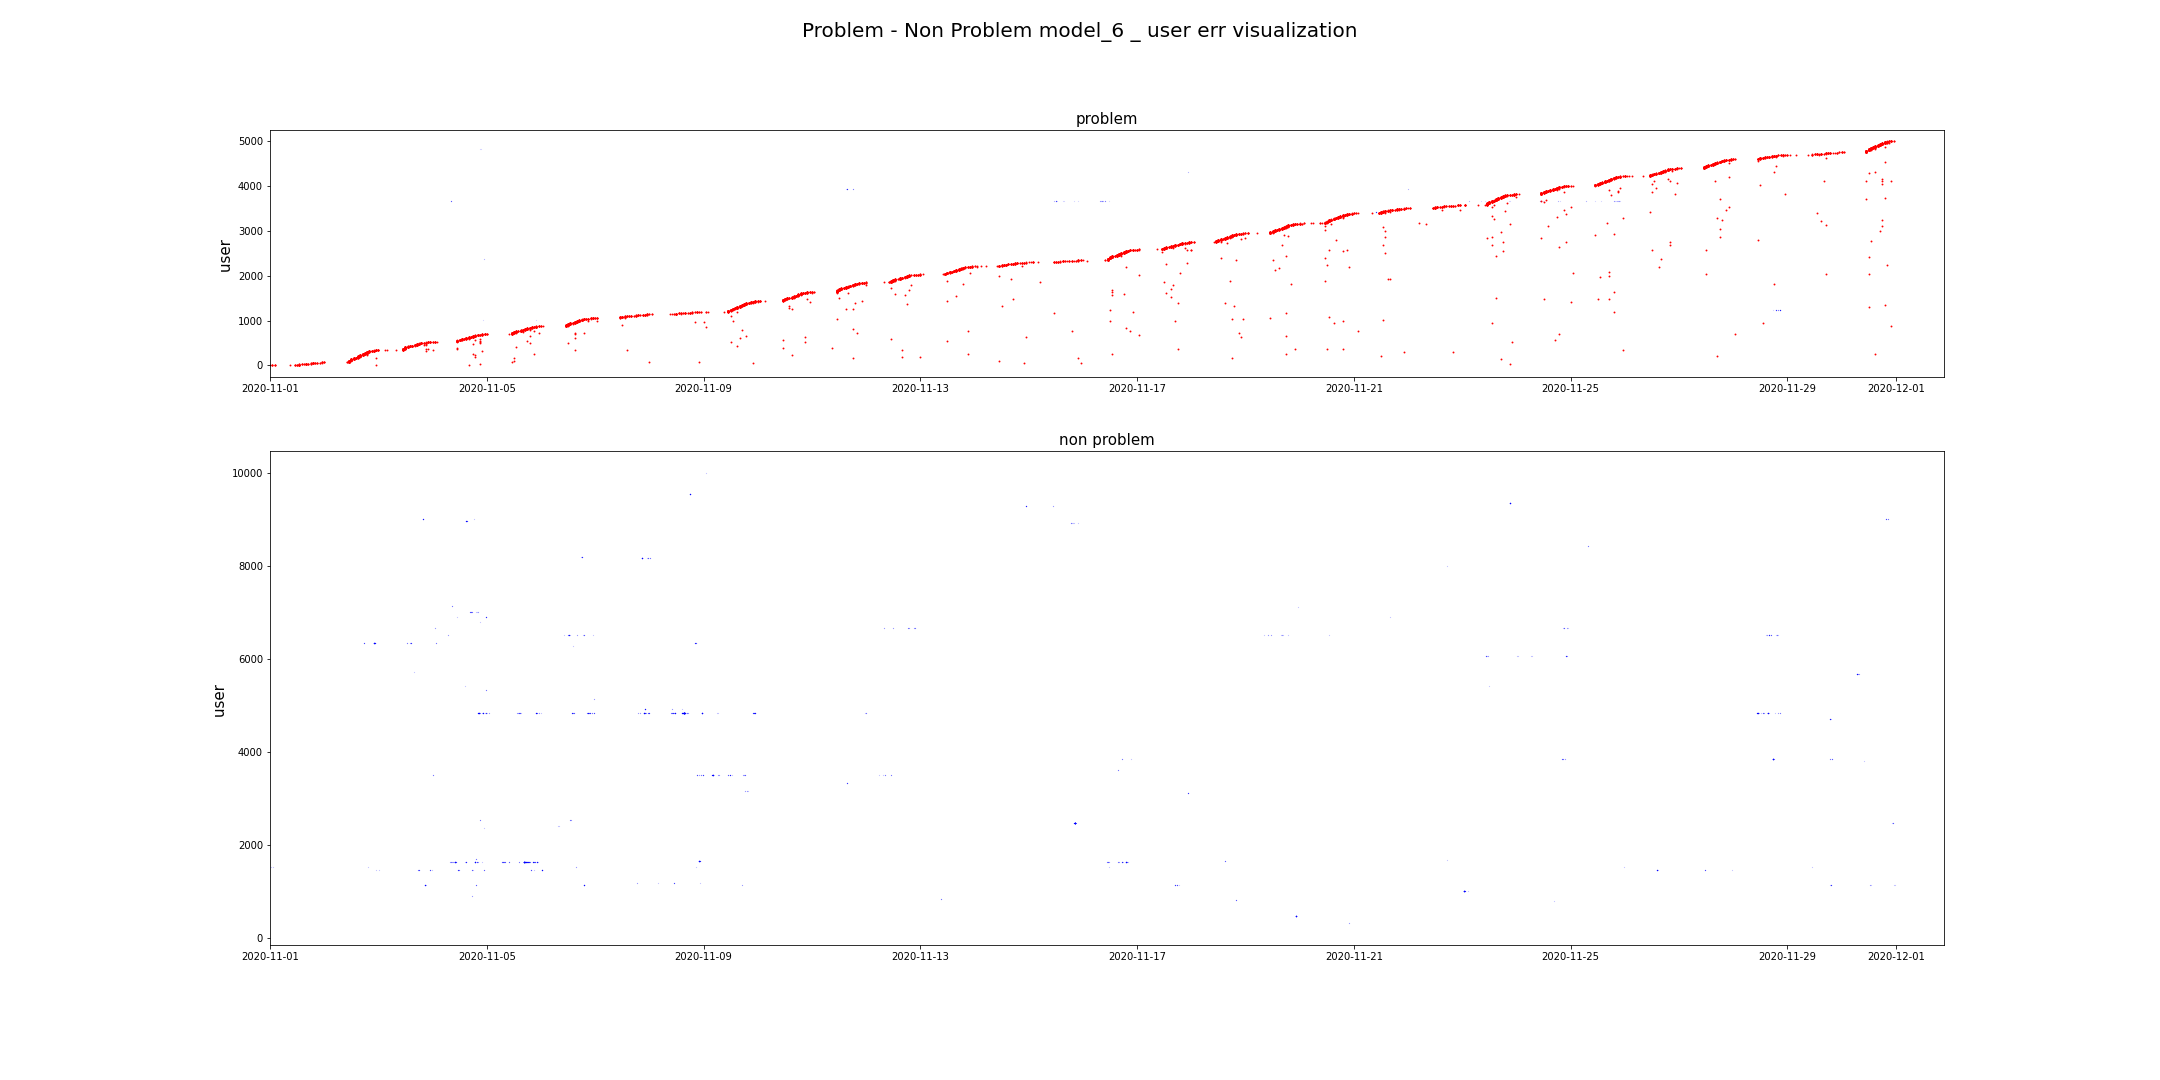 Problem - Non Problem model_6 _ user err visualization
problem
user
5000
4000
3000
2000
1000
0
2020-11-01 2020-11-05 2020-11-09 2020-11-13 2020-11-17 2020-11-21 2020-11-25 2020-11-29 2020-12-01
non problem
user
10000
8000
6000
4000
2000
0
2020-11-01 2020-11-05 2020-11-09 2020-11-13 2020-11-17 2020-11-21 2020-11-25 2020-11-29 2020-12-01